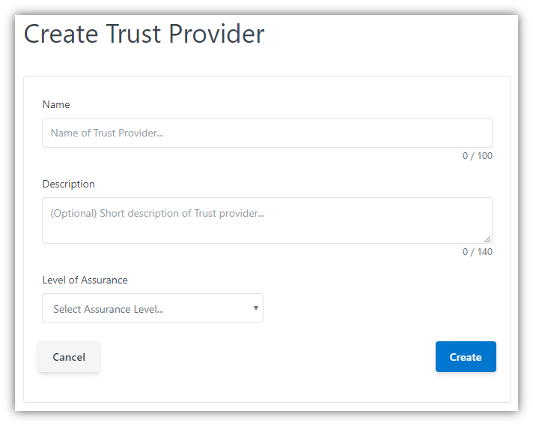 Create Trust Provider
Name
Name of Trust Provider...
0 / 100
Description
(Optional) Short description of Trust provider...
0 / 140
Level of Assurance
Select Assurance Level...
Cancel
Create